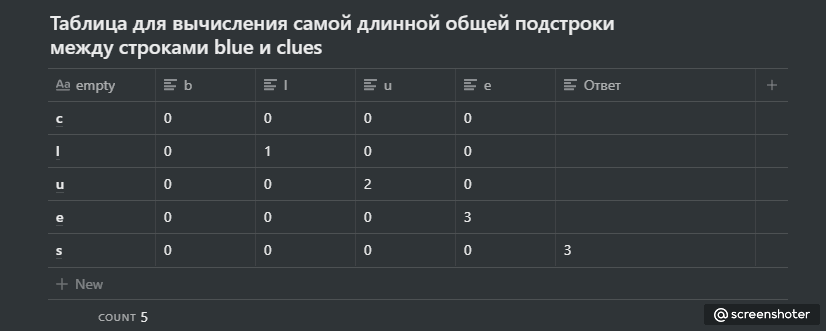 Таблица для вычисления самой длинной общей подстроки
между строками blue и clues
Aa empty b l u e Ответ +
c 0 0 0 0
l 0 1 0 0
u 0 0 2 0
e 0 0 0 3
s 0 0 0 0 3
+ New
COUNT 5
@screenshoter